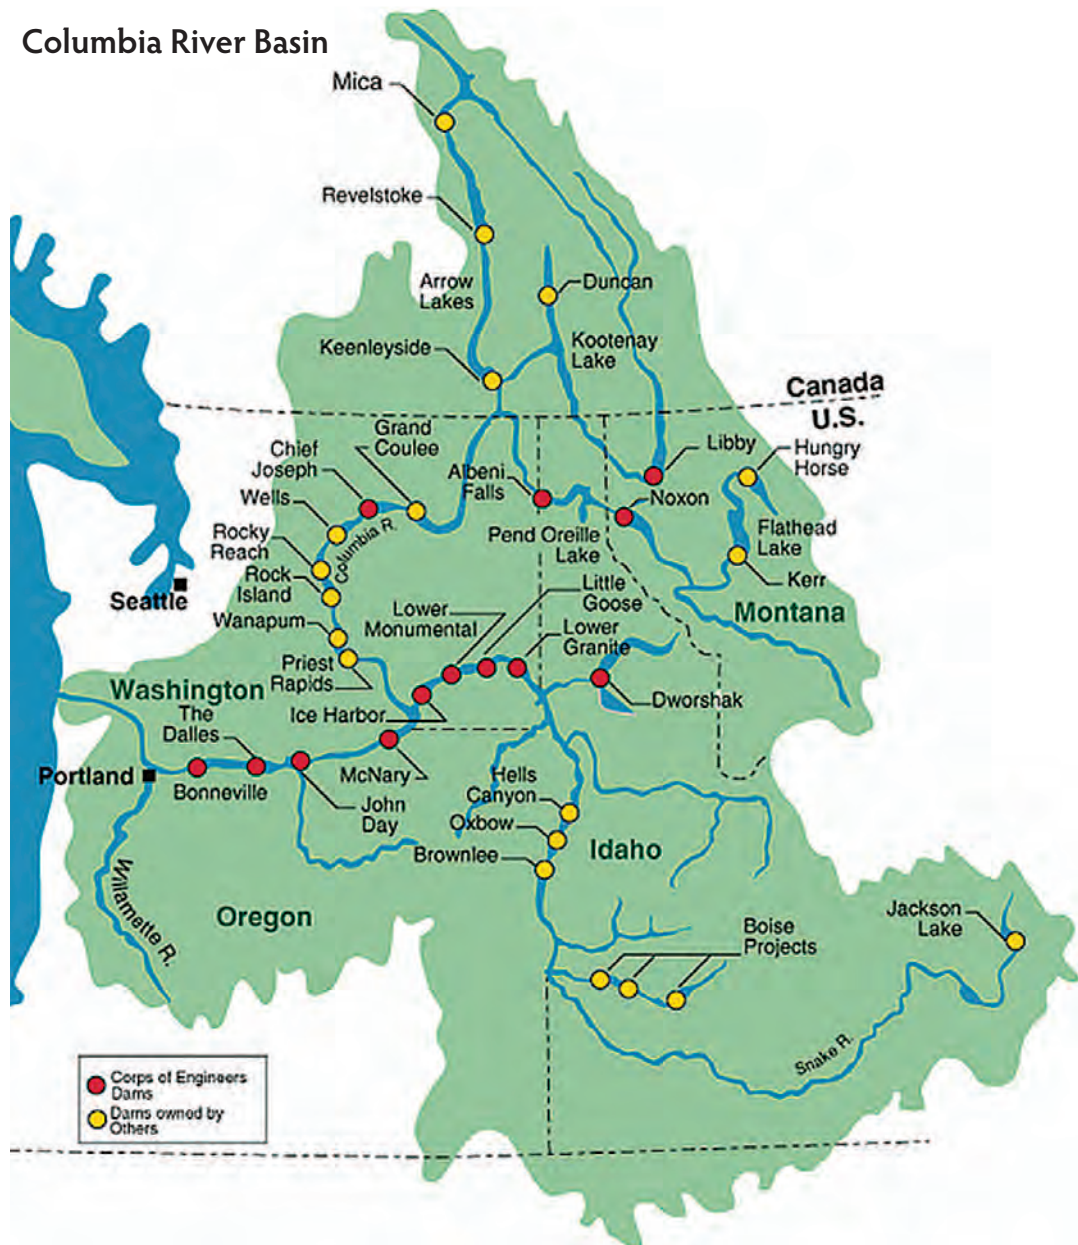 Columbia River Basin
Mica
Revelstoke
Arrow
Lakes
Duncan
Keenleyside
Kootenay
Lake
Canada
U.S.
Grand
Coulee
Chief
Joseph
Albeni
Falls
Libby
Hungry
Horse
Wells
Noxon
Columbia R.
Rocky
Reach
Pend Oreille
Lake
Flathead
Lake
Rock
Island
Kerr
Seattle
Little
Goose
Lower
Monumental
Montana
Wanapum
Lower
Granite
Priest
Rapids
Washington
Dworshak
Ice Harbor
The
Dalles
Portland
McNary
Bonneville
John
Day
Hells
Canyon
Oxbow
Brownlee
Idaho
Willamette R.
Oregon
Jackson
Lake
Boise
Projects
Snake R.
Corps of Engineers
Dams
Dams owned by
Others